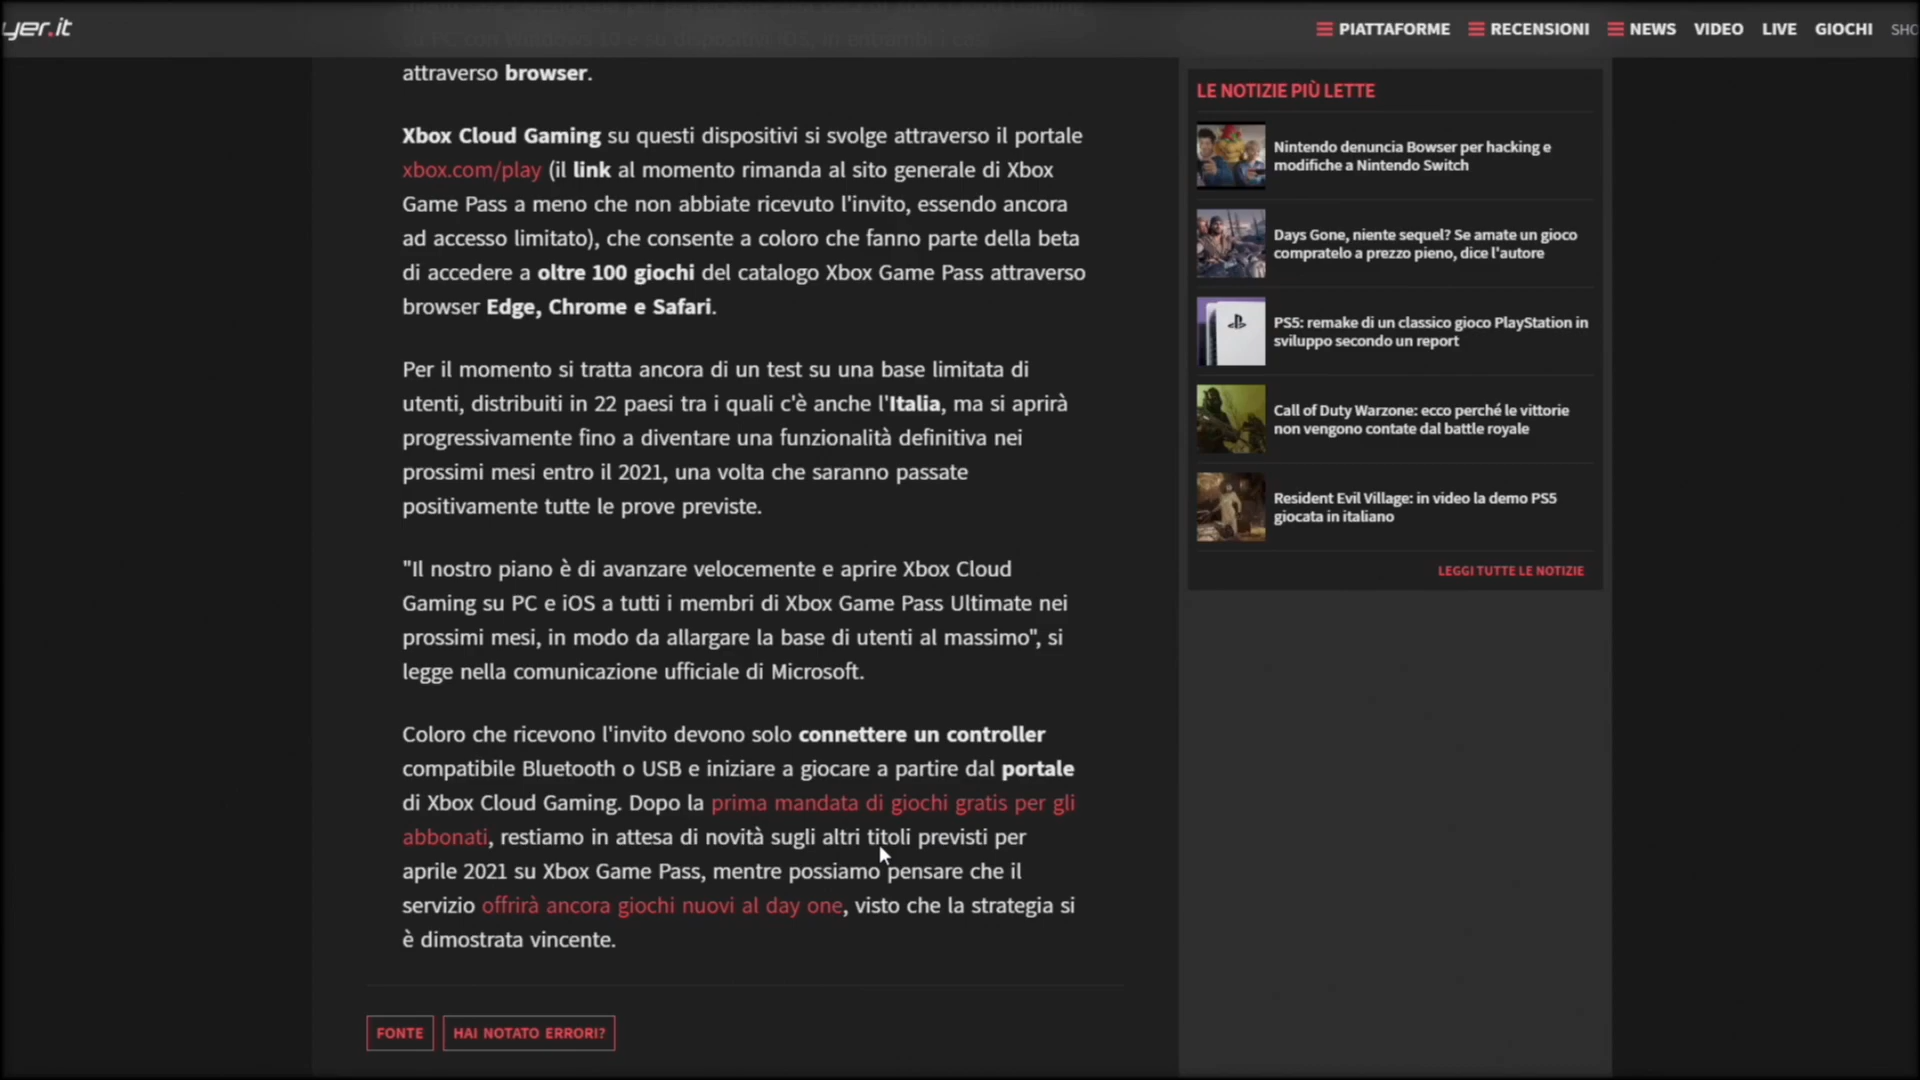 yer.it
PIATTAFORME
RECENSIONI
NEWS
VIDEO
LIVE
GIOCHI
SHO
su PC con Windows 10 e su dispositivi iOS, in entrambi i casi
attraverso browser.
Xbox Cloud Gaming su questi dispositivi si svolge attraverso il portale
xbox.com/play (il link al momento rimanda al sito generale di Xbox
Game Pass a meno che non abbiate ricevuto l'invito, essendo ancora
ad accesso limitato), che consente a coloro che fanno parte della beta
di accedere a oltre 100 giochi del catalogo Xbox Game Pass attraverso
browser Edge, Chrome e Safari.
Per il momento si tratta ancora di un test su una base limitata di
utenti, distribuiti in 22 paesi tra i quali c'è anche l'Italia, ma si aprirà
progressivamente fino a diventare una funzionalità definitiva nei
prossimi mesi entro il 2021, una volta che saranno passate
positivamente tutte le prove previste.
"Il nostro piano è di avanzare velocemente e aprire Xbox Cloud
Gaming su PC e iOS a tutti i membri di Xbox Game Pass Ultimate nei
prossimi mesi, in modo da allargare la base di utenti al massimo", si
legge nella comunicazione ufficiale di Microsoft.
Coloro che ricevono l'invito devono solo connettere un controller
compatibile Bluetooth o USB e iniziare a giocare a partire dal portale
di Xbox Cloud Gaming. Dopo la prima mandata di giochi gratis per gli
abbonati, restiamo in attesa di novità sugli altri titoli previsti per
aprile 2021 su Xbox Game Pass, mentre possiamo pensare che il
servizio offrirà ancora giochi nuovi al day one, visto che la strategia si
è dimostrata vincente.
FONTE
HAI NOTATO ERRORI?
LE NOTIZIE PIÙ LETTE
Nintendo denuncia Bowser per hacking e
modifiche a Nintendo Switch
Days Gone, niente sequel? Se amate un gioco
compratelo a prezzo pieno, dice l'autore
PS5: remake di un classico gioco PlayStation in
sviluppo secondo un report
Call of Duty Warzone: ecco perché le vittorie
non vengono contate dal battle royale
Resident Evil Village: in video la demo PS5
giocata in italiano
LEGGI TUTTE LE NOTIZIE